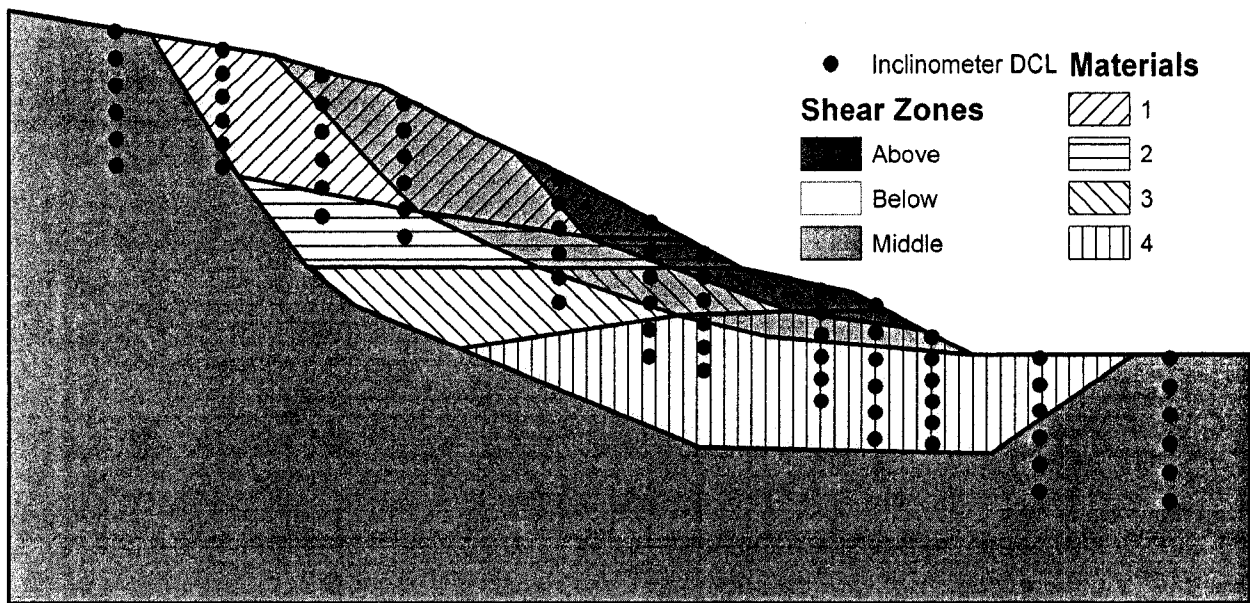 Inclinometer DCL
Shear Zones
Above
Below
Middle
Materials
1
2
3
4